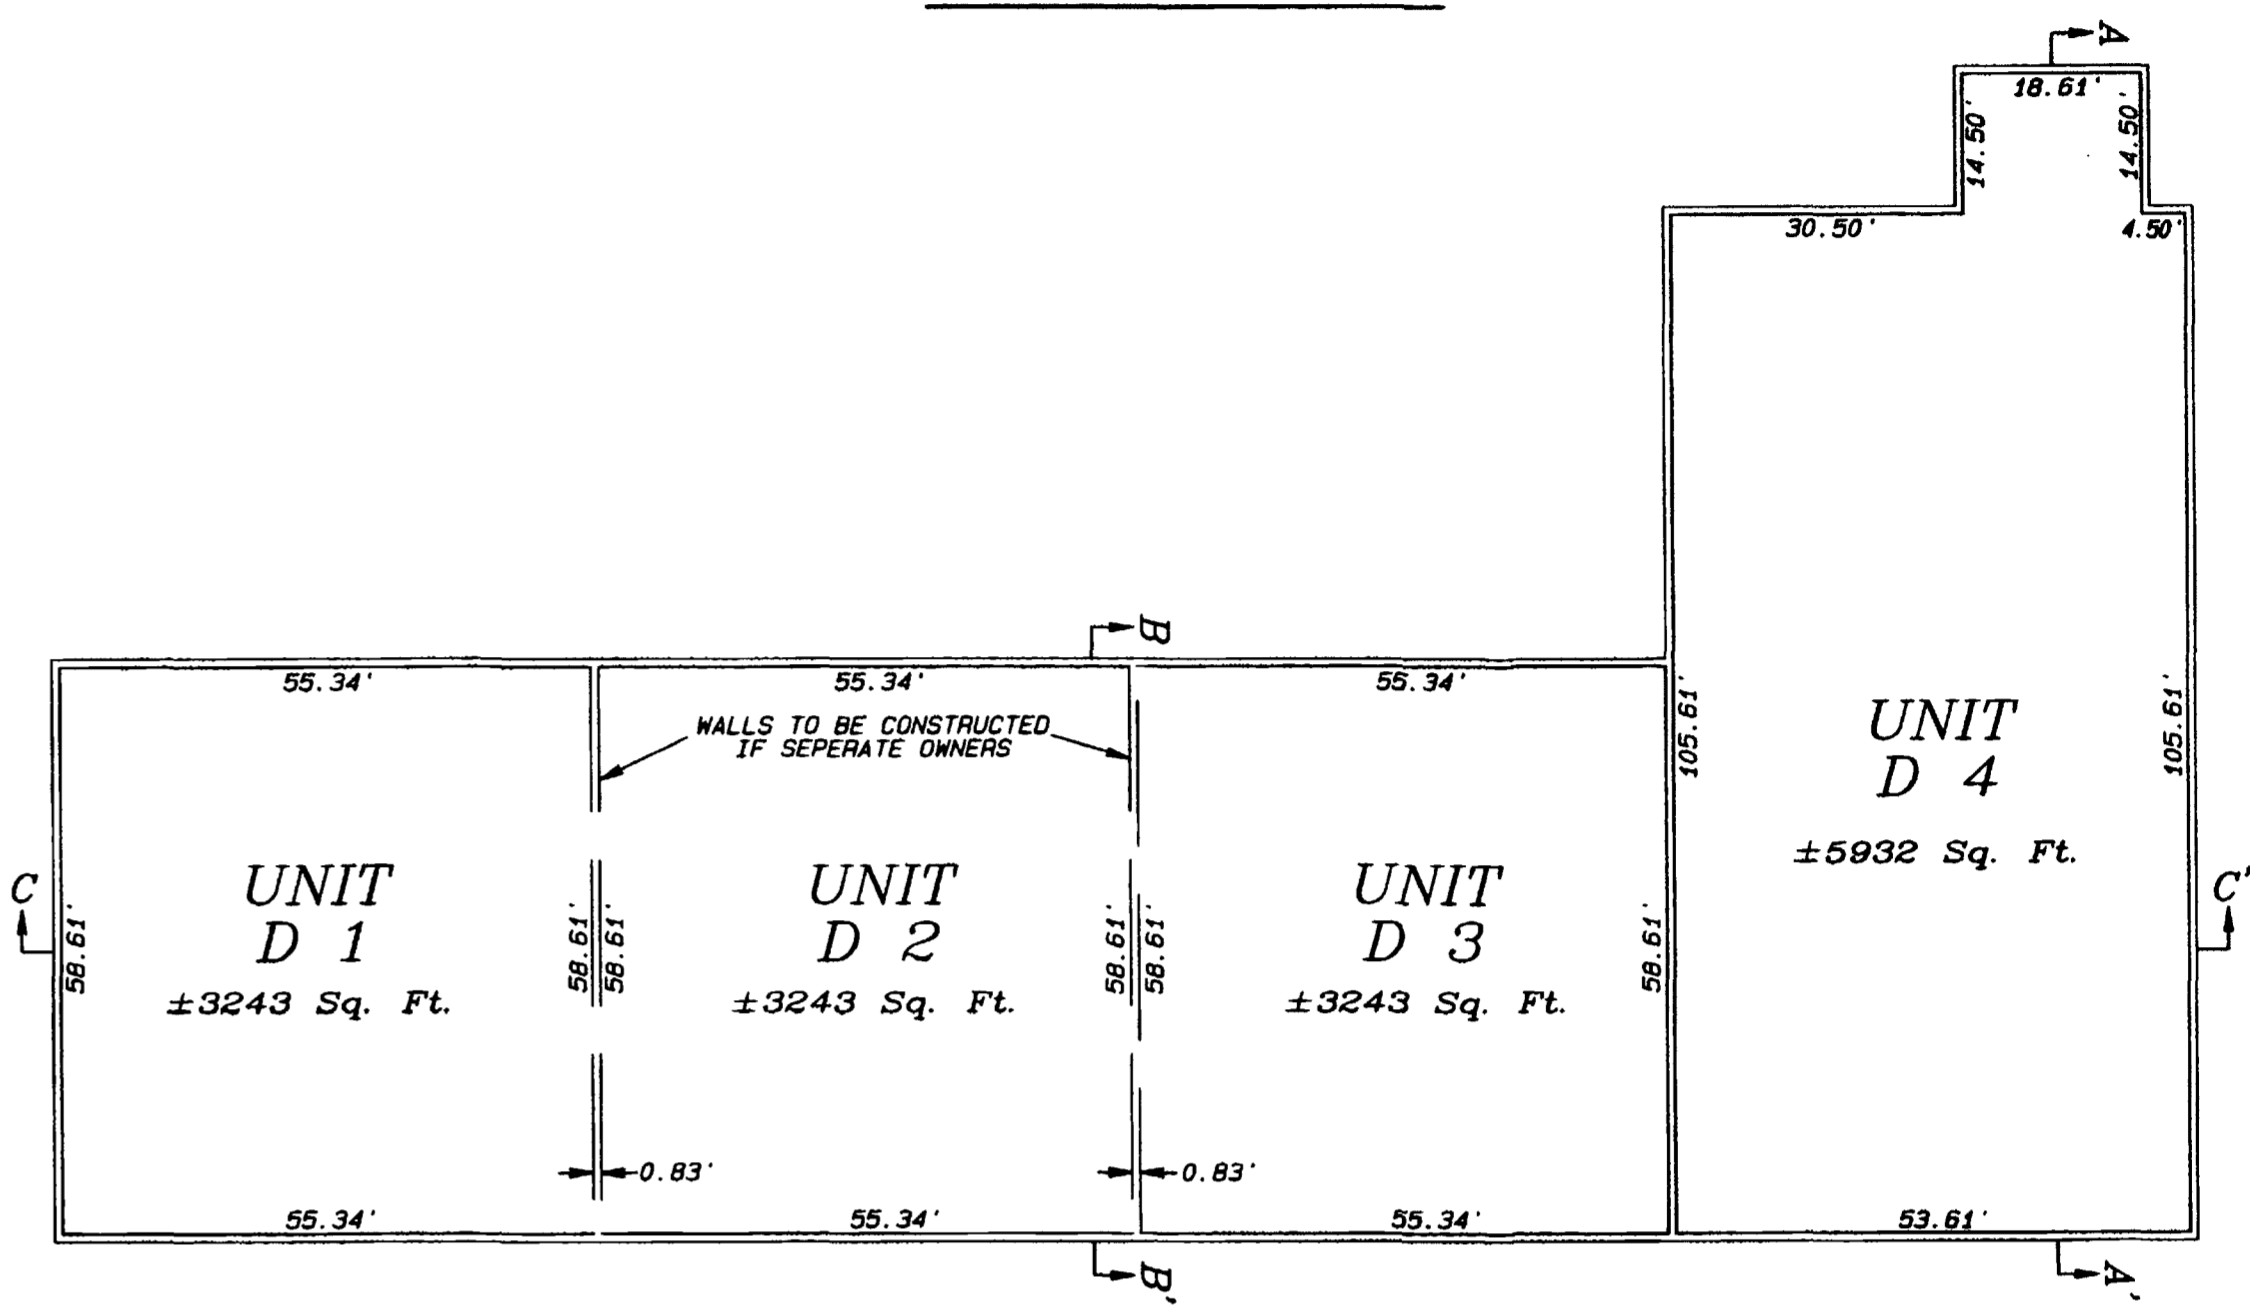 A
18.61'
14.50'
14.50'
30.50'
4.50'
B
55.34'
55.34'
55.34'
WALLS TO BE CONSTRUCTED
IF SEPERATE OWNERS
105.61'
105.61'
UNIT
D 4
±5932 Sq. Ft.
C
C'
58.61'
UNIT
D 1
±3243 Sq. Ft.
58.61'
58.61'
UNIT
D 2
±3243 Sq. Ft.
58.61'
58.61'
UNIT
D 3
±3243 Sq. Ft.
58.61'
0.83'
0.83'
55.34'
55.34'
55.34'
53.61'
B'
A'